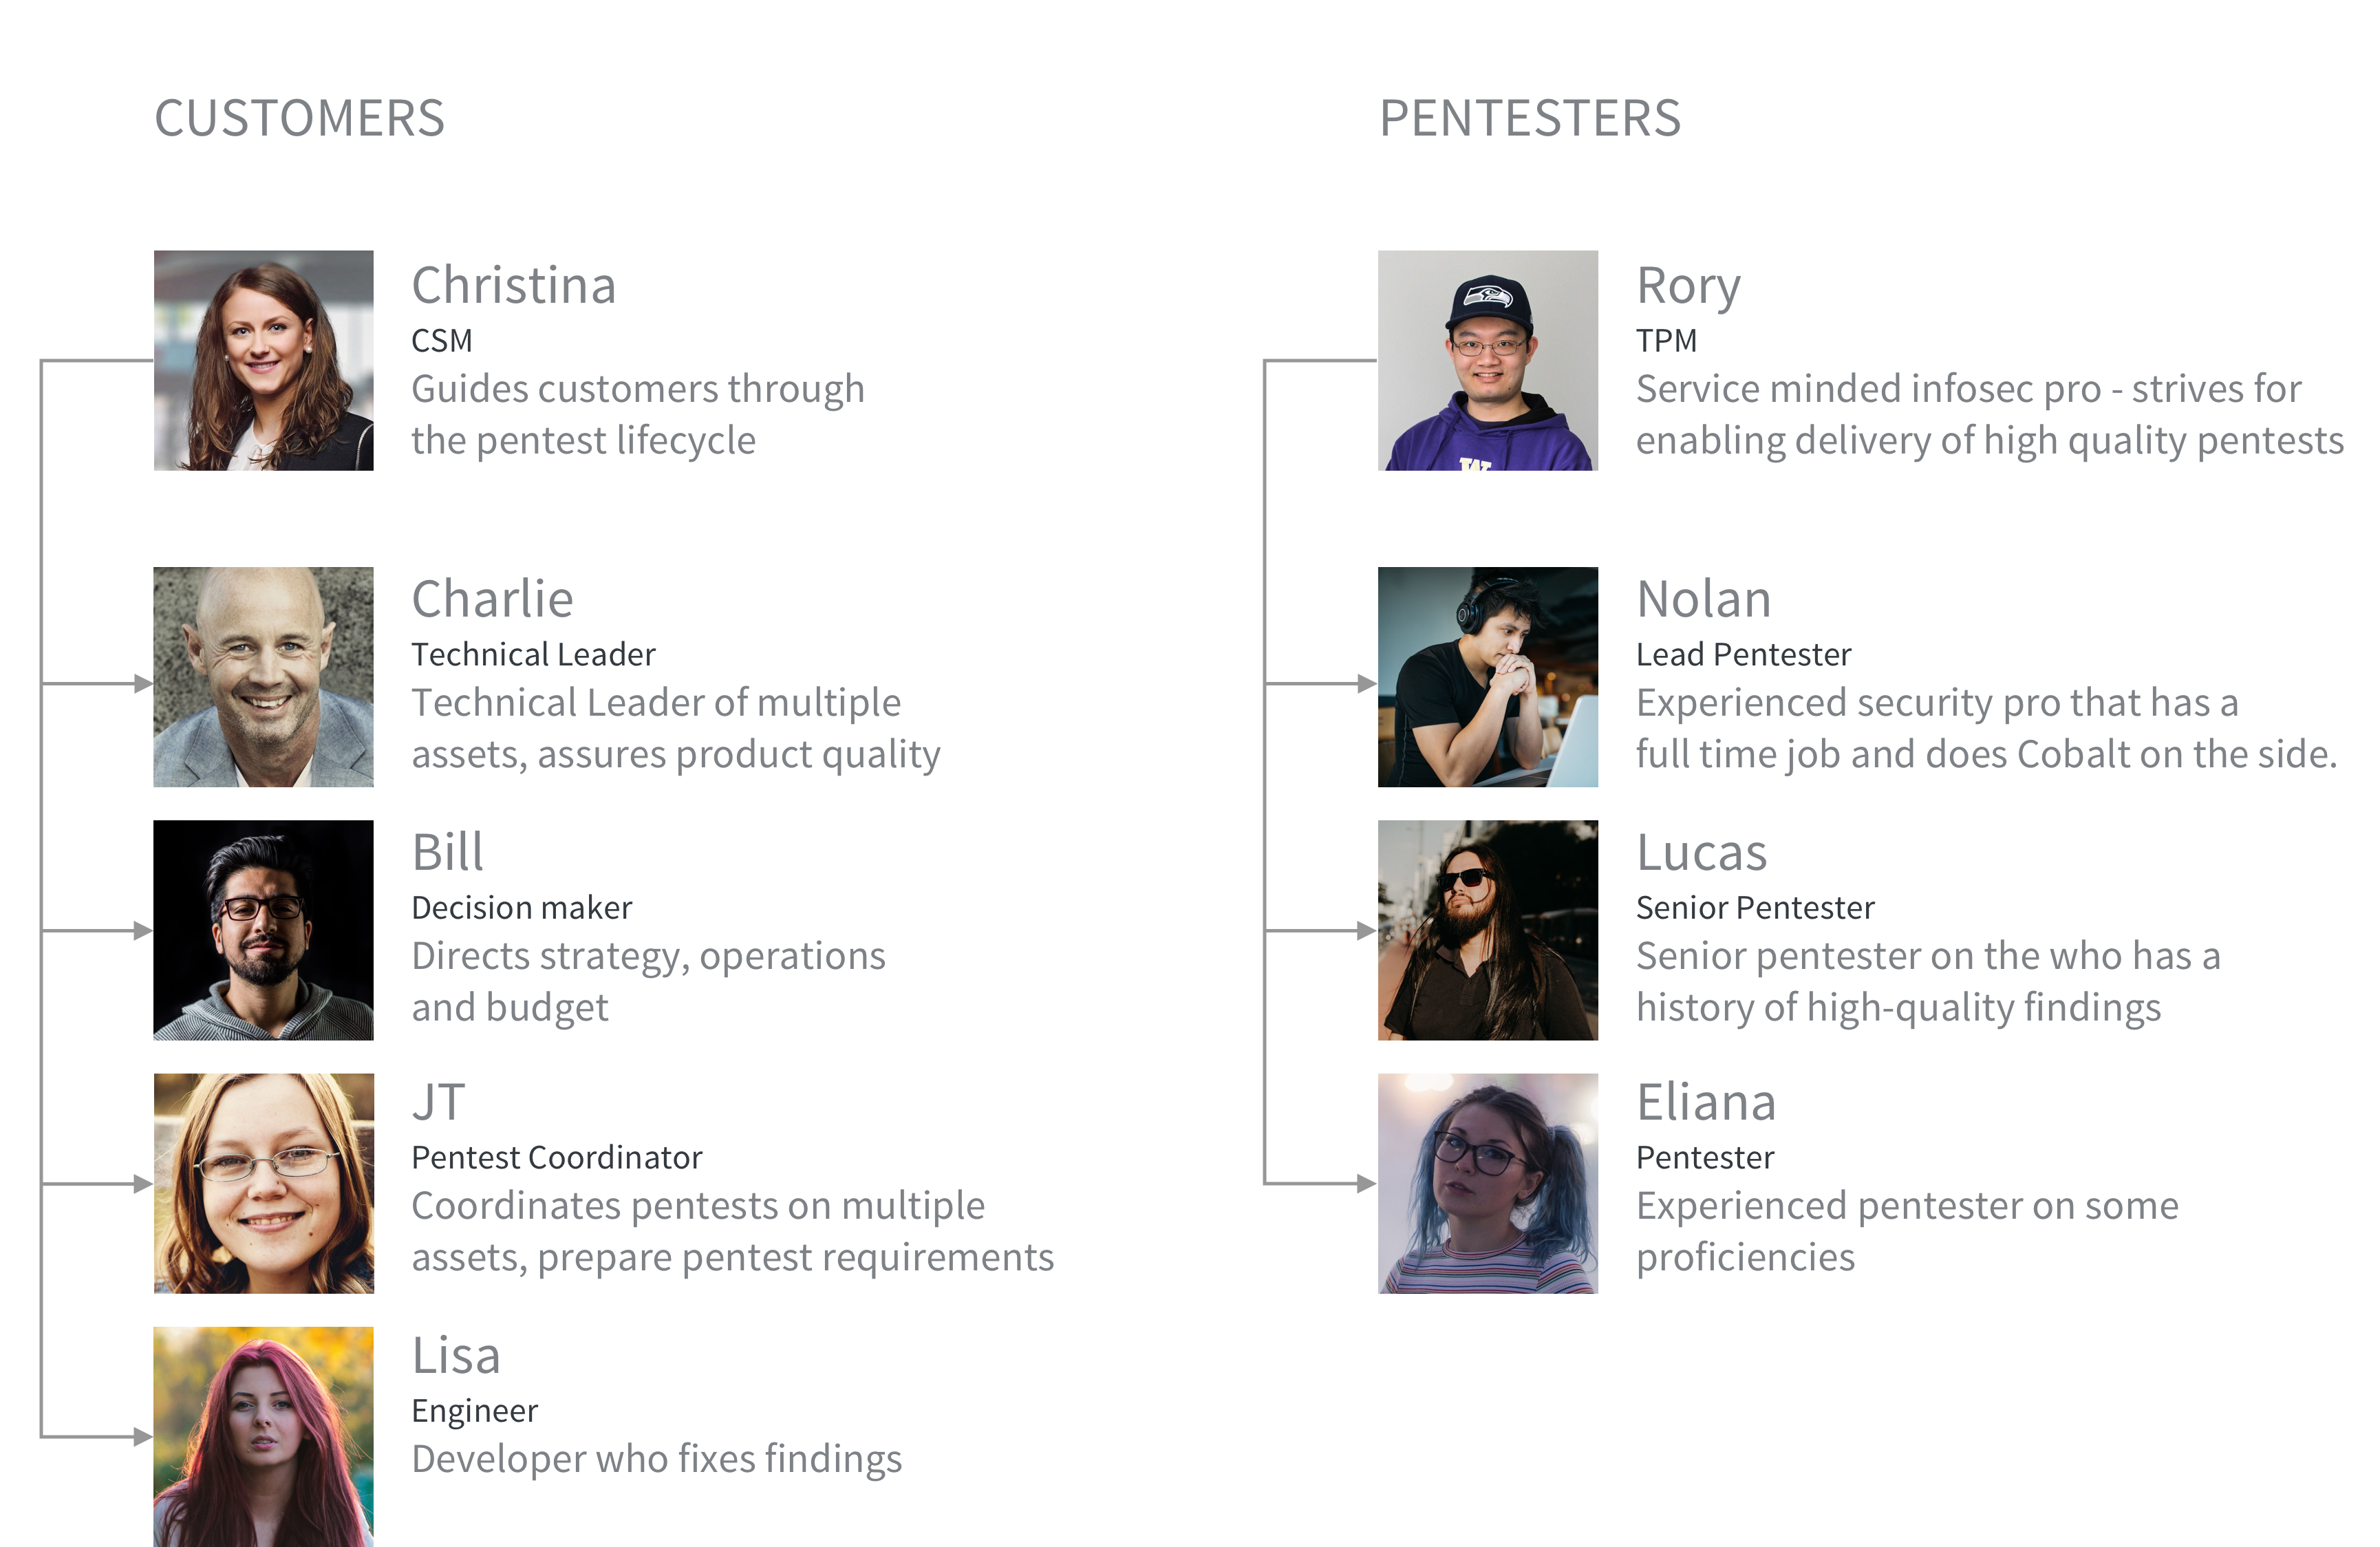 CUSTOMERS
Christina
CSM
Guides customers through
the pentest lifecycle
Charlie
Technical Leader
Technical Leader of multiple
assets, assures product quality
Bill
Decision maker
Directs strategy, operations
and budget
JT
Pentest Coordinator
Coordinates pentests on multiple
assets, prepare pentest requirements
Lisa
Engineer
Developer who fixes findings
PENTESTERS
Rory
TPM
Service minded infosec pro - strives for
enabling delivery of high quality pentests
W
Nolan
Lead Pentester
Experienced security pro that has a
full time job and does Cobalt on the side.
Lucas
Senior Pentester
Senior pentester on the who has a
history of high-quality findings
Eliana
Pentester
Experienced pentester on some
proficiencies